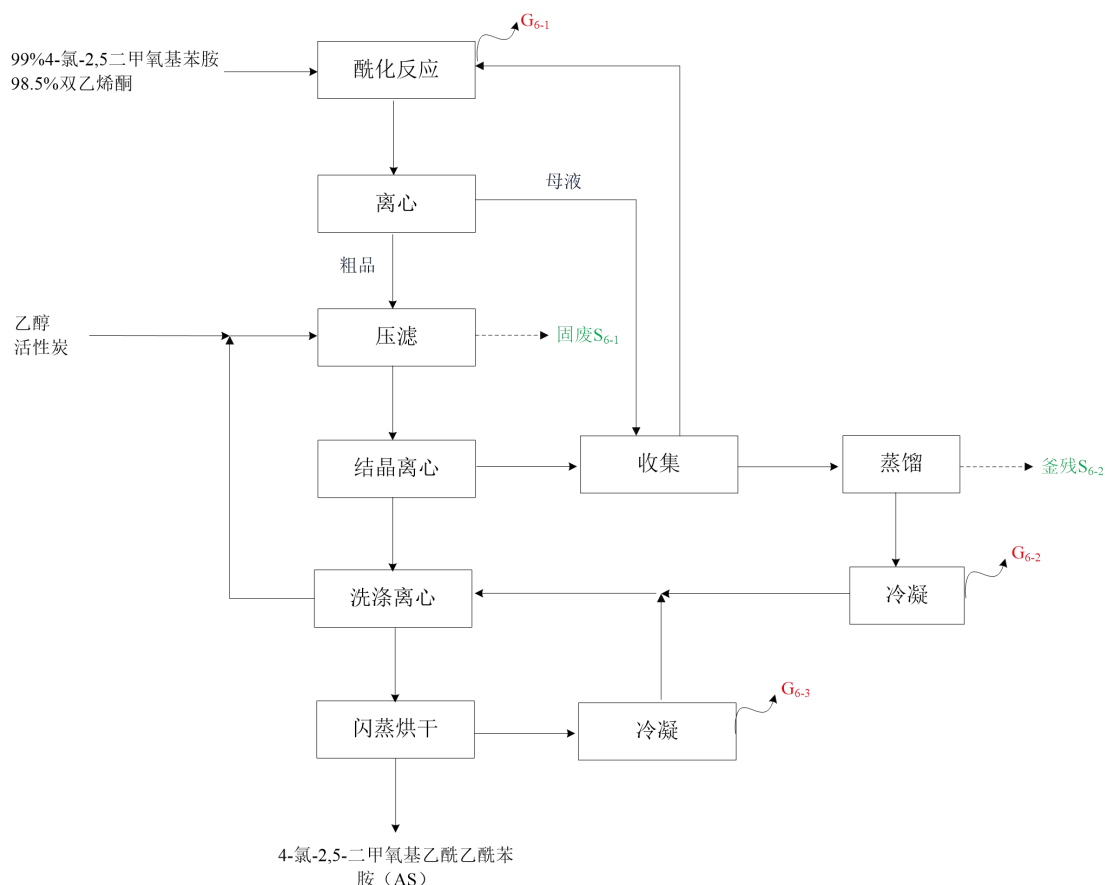 G6-1
99%4-氯-2,5二甲氧基苯胺
98.5%双乙烯酮
酰化反应
母液
离心
粗品
乙醇
活性炭
压滤
固废S6-1
结晶离心
收集
蒸馏
釜残S6-2
G6-2
洗涤离心
冷凝
G6-3
闪蒸烘干
冷凝
4-氯-2,5-二甲氧基乙酰乙酰苯
胺（AS）